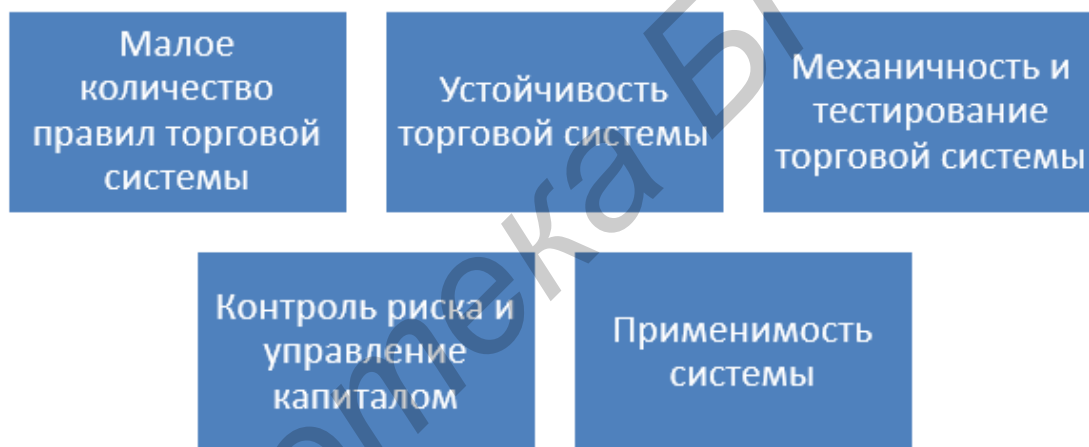 Малое
количество
правил торговой
системы
Устойчивость
торговой системы
Механичность и
тестирование
торговой системы
Контроль риска и
управление
капиталом
Применимость
системы